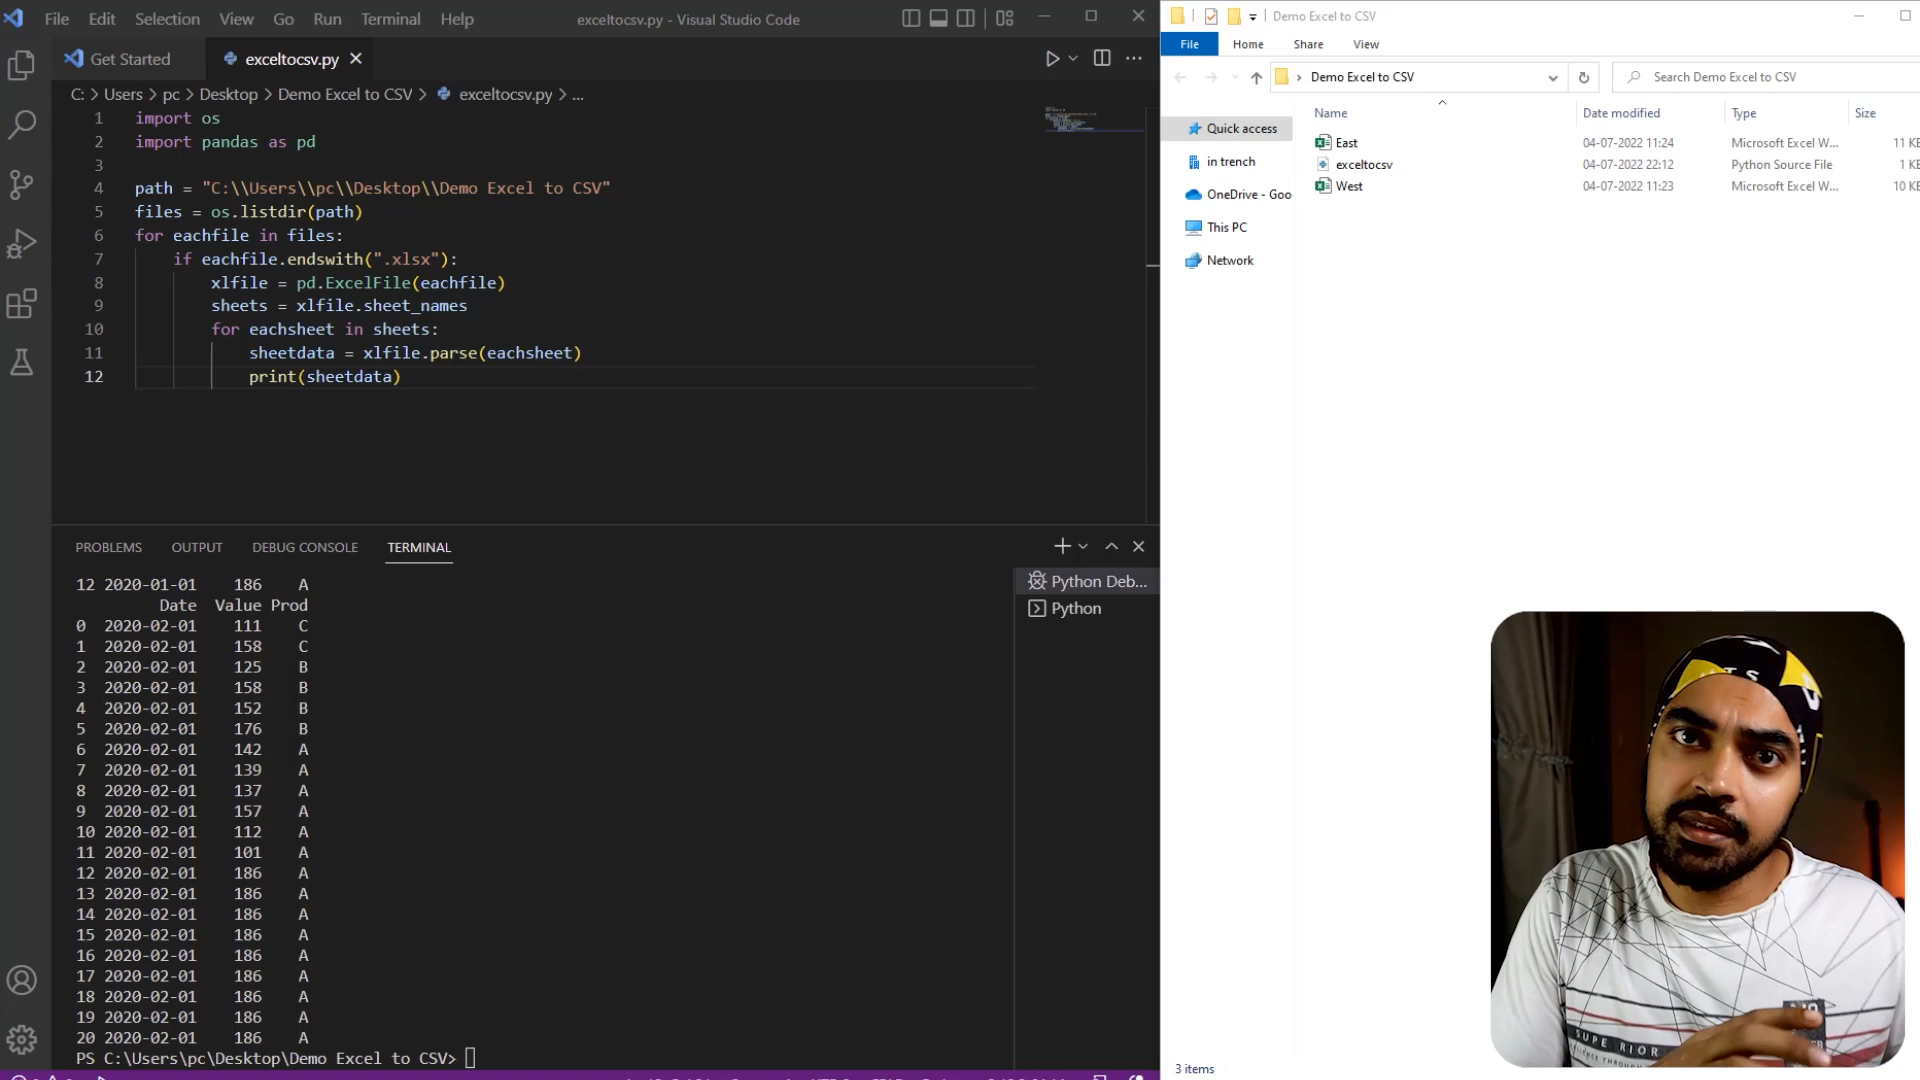 File Edit Selection View Go Run Terminal Help
exceltocsv.py - Visual Studio Code
Get Started
exceltocsv.py
C: > Users > pc > Desktop > Demo Excel to CSV > exceltocsv.py > ...
1 import os
2 import pandas as pd
3
4 path = "C:\\Users\\pc\\Desktop\\Demo Excel to CSV"
5 files = os.listdir(path)
6 for eachfile in files:
7 if eachfile.endswith(".xlsx"):
8 xlfile = pd.ExcelFile(eachfile)
9 sheets = xlfile.sheet_names
10 for eachsheet in sheets:
11 sheetdata = xlfile.parse(eachsheet)
12 print(sheetdata)
PROBLEMS OUTPUT DEBUG CONSOLE TERMINAL
12 2020-01-01 186 A
Date Value Prod
0 2020-02-01 111 C
1 2020-02-01 158 C
2 2020-02-01 125 B
3 2020-02-01 158 B
4 2020-02-01 152 B
5 2020-02-01 176 B
6 2020-02-01 142 A
7 2020-02-01 139 A
8 2020-02-01 137 A
9 2020-02-01 157 A
10 2020-02-01 112 A
11 2020-02-01 101 A
12 2020-02-01 186 A
13 2020-02-01 186 A
14 2020-02-01 186 A
15 2020-02-01 186 A
16 2020-02-01 186 A
17 2020-02-01 186 A
18 2020-02-01 186 A
19 2020-02-01 186 A
20 2020-02-01 186 A
PS C:\Users\pc\Desktop\Demo Excel to CSV>
Python Deb...
Python
Demo Excel to CSV
File Home Share View
Demo Excel to CSV
Search Demo Excel to CSV
Name Date modified Type Size
East 04-07-2022 11:24 Microsoft Excel W... 11 KB
exceltocsv 04-07-2022 22:12 Python Source File 1 KB
West 04-07-2022 11:23 Microsoft Excel W... 10 KB
Quick access
in trench
OneDrive - Goo
This PC
Network
3 items
SUPE RIOR